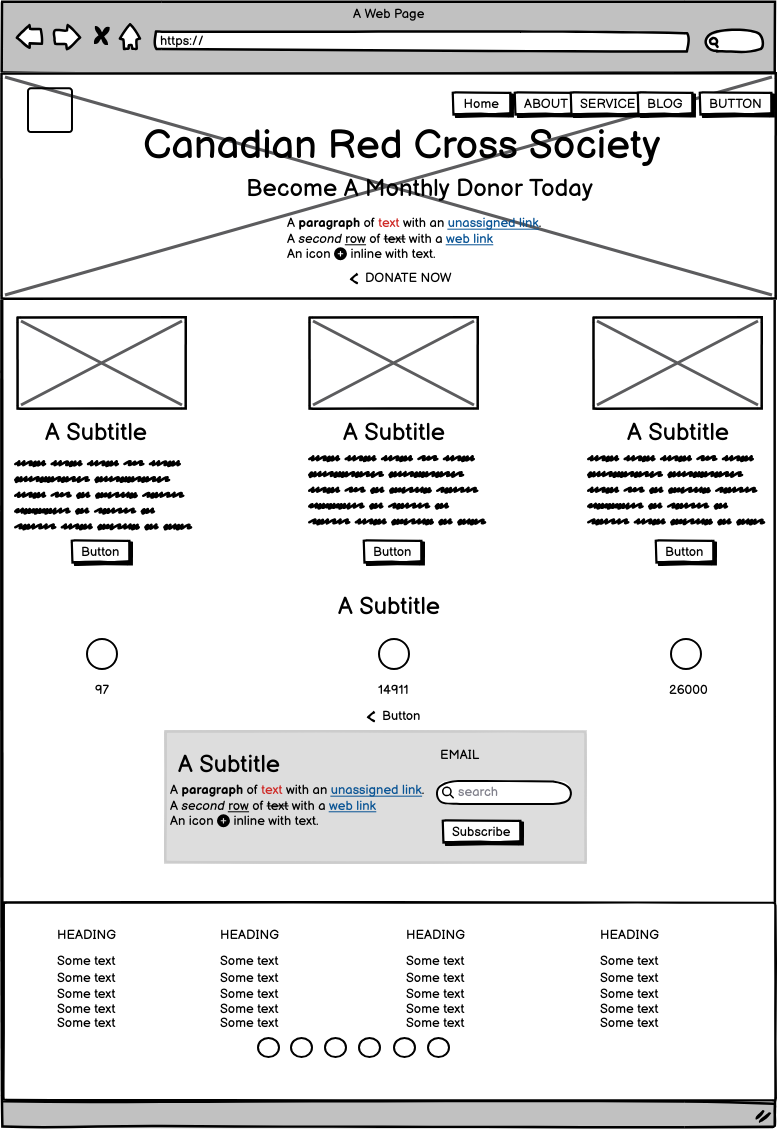 A Web Page
https://
Home ABOUT SERVICE BLOG BUTTON
Canadian Red Cross Society
Become A Monthly Donor Today
A paragraph of text with an unassigned link.
A second row of text with a web link
An icon inline with text.
DONATE NOW
A Subtitle A Subtitle A Subtitle
Button Button Button
A Subtitle
97 14911 26000
Button
A Subtitle
EMAIL
A paragraph of text with an unassigned link.
A second row of text with a web link
An icon inline with text.
search
Subscribe
HEADING HEADING HEADING HEADING
Some text Some text Some text Some text
Some text Some text Some text Some text
Some text Some text Some text Some text
Some text Some text Some text Some text
Some text Some text Some text Some text